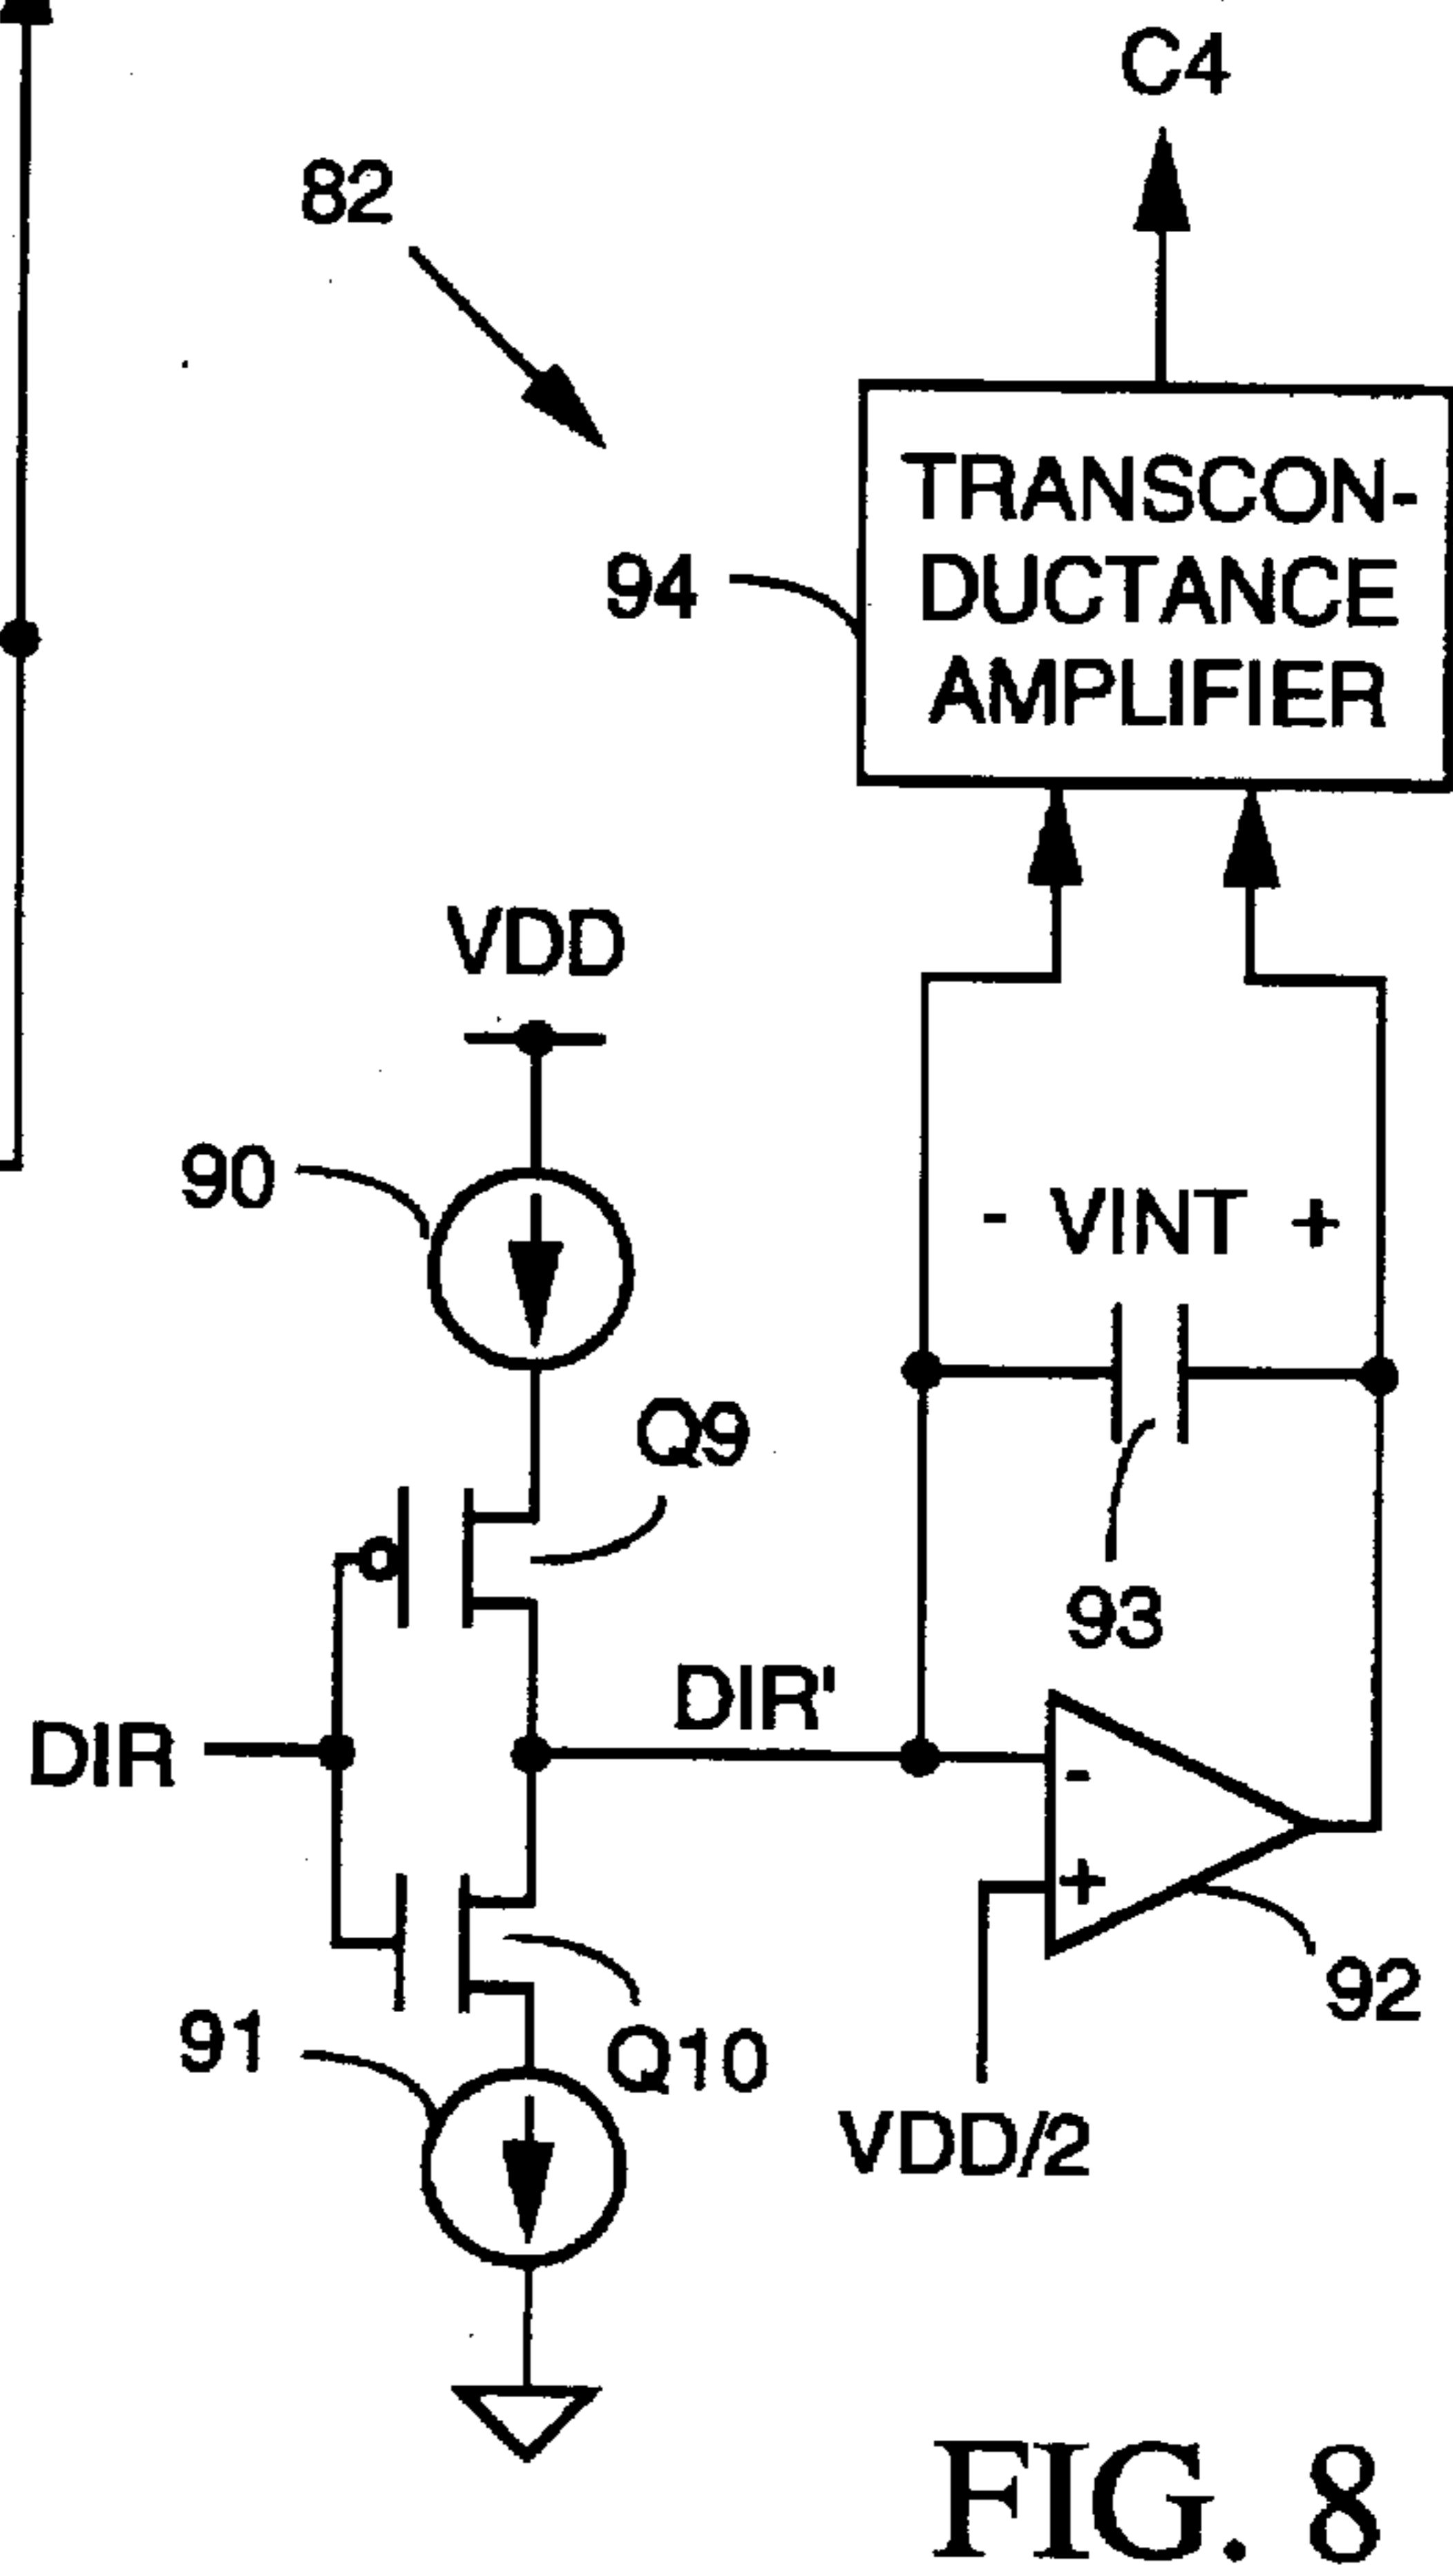 C4
82
TRANSCON-
DUCTANCE
AMPLIFIER
94
VDD
90
- VINT +
Q9
93
DIR
DIR'
-
+
92
91
Q10
VDD/2
FIG. 8